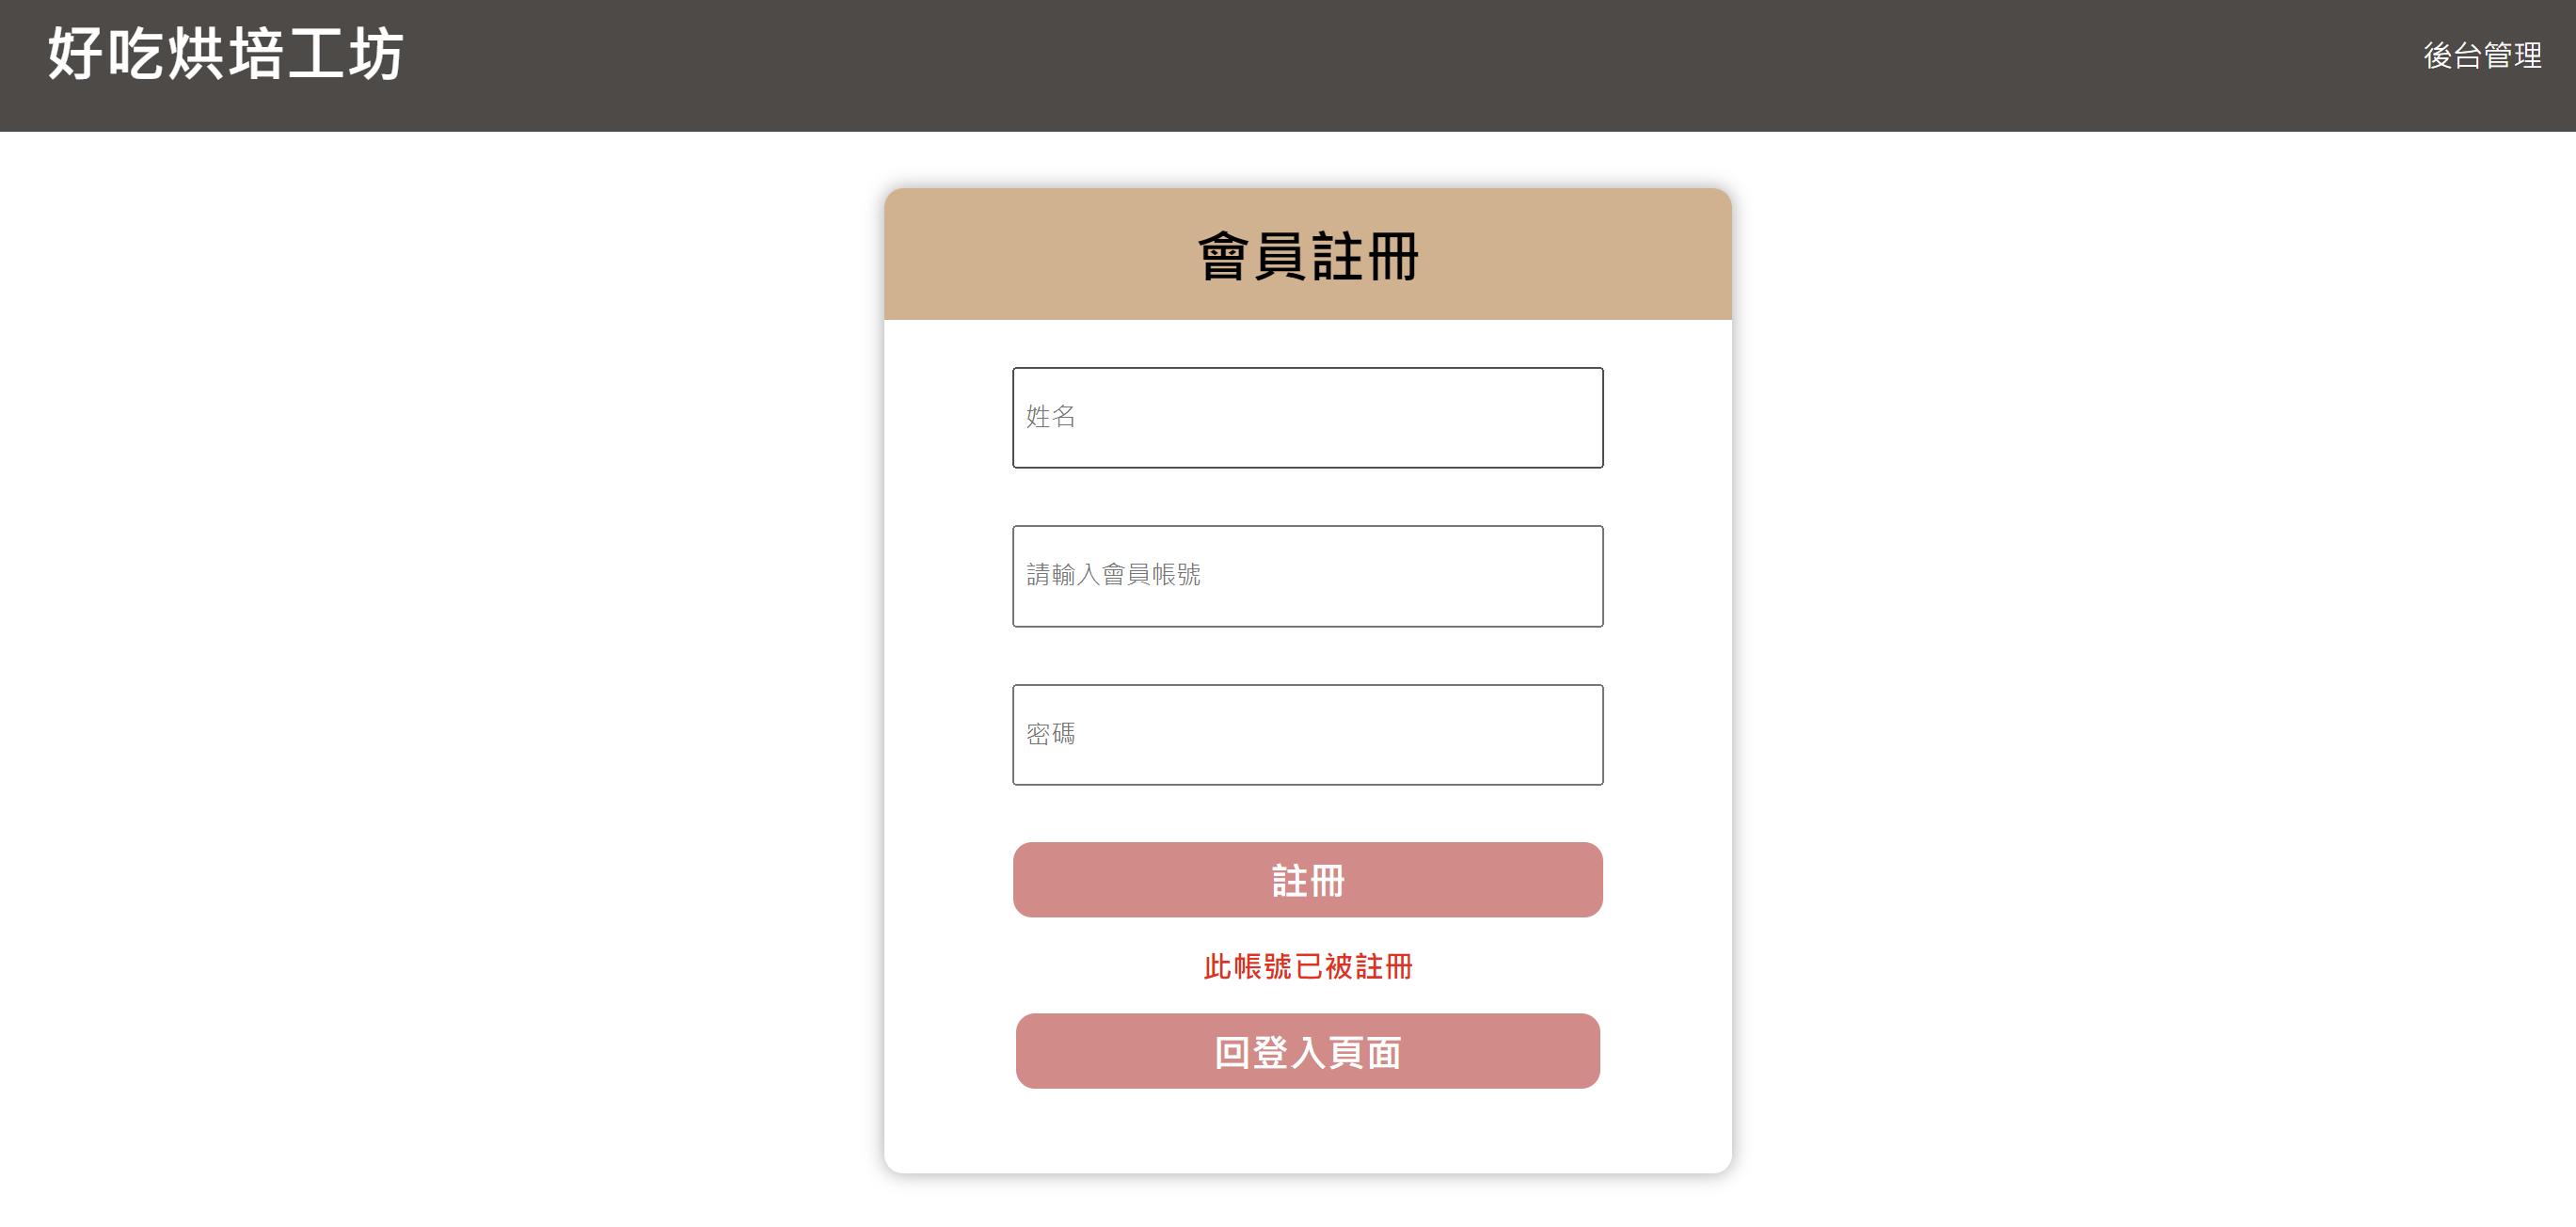 好吃烘培工坊
後台管理
會員註冊
姓名
請輸入會員帳號
密碼
註冊
此帳號已被註冊
回登入頁面